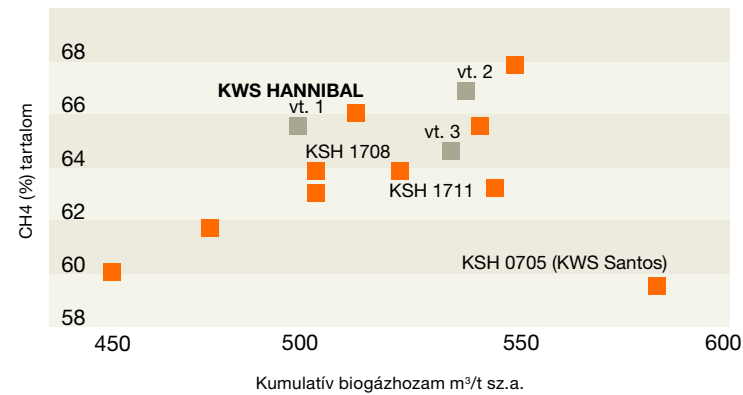 68
66
64
62
60
58
CH4 (%) tartalom
vt. 2
KWS HANNIBAL
vt. 1
vt. 3
KSH 1708
KSH 1711
KSH 0705 (KWS Santos)
450 500 550 600
Kumulatív biogázhozam m³/t sz.a.